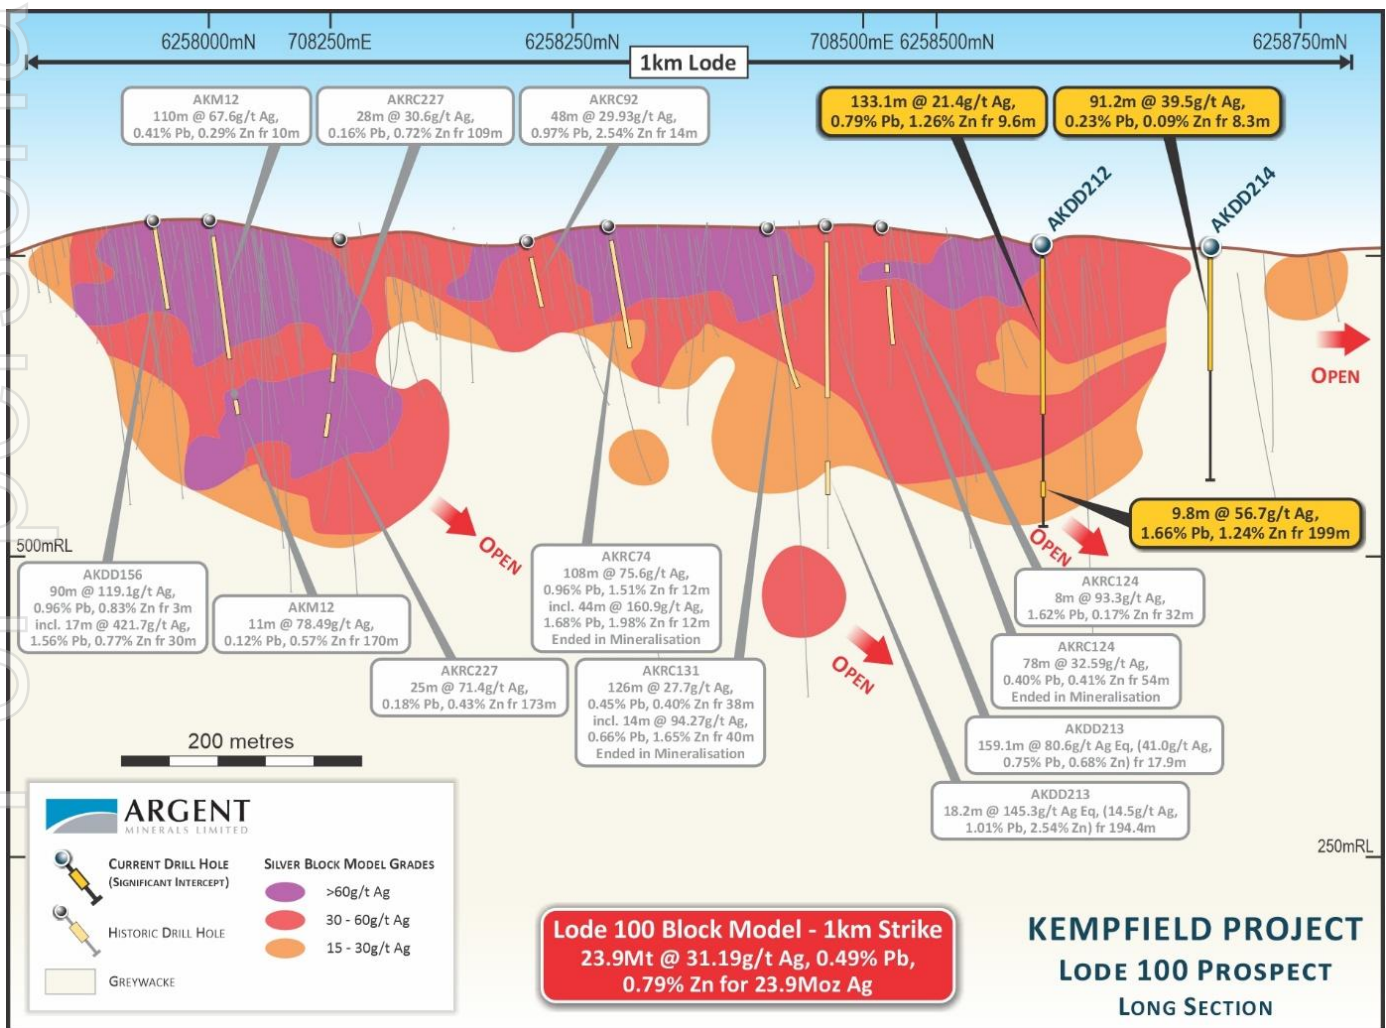 6258000mN 708250mE 6258250mN 708500mE 6258500mN 6258750mN
1km Lode
AKM12
110m @ 67.6g/t Ag,
0.41% Pb, 0.29% Zn fr 10m
AKRC227
28m @ 30.6g/t Ag,
0.16% Pb, 0.72% Zn fr 109m
AKRC92
48m @ 29.93g/t Ag,
0.97% Pb, 2.54% Zn fr 14m
133.1m @ 21.4g/t Ag,
0.79% Pb, 1.26% Zn fr 9.6m
91.2m @ 39.5g/t Ag,
0.23% Pb, 0.09% Zn fr 8.3m
AKDD212
AKDD214
OPEN
9.8m @ 56.7g/t Ag,
1.66% Pb, 1.24% Zn fr 199m
OPEN
OPEN
OPEN
500mRL
AKDD156
90m @ 119.1g/t Ag,
0.96% Pb, 0.83% Zn fr 3m
incl. 17m @ 421.7g/t Ag,
1.56% Pb, 0.77% Zn fr 30m
AKM12
11m @ 78.49g/t Ag,
0.12% Pb, 0.57% Zn fr 170m
AKRC227
25m @ 71.4g/t Ag,
0.18% Pb, 0.43% Zn fr 173m
AKRC74
108m @ 75.6g/t Ag,
0.96% Pb, 1.51% Zn fr 12m
incl. 44m @ 160.9g/t Ag,
1.68% Pb, 1.98% Zn fr 12m
Ended in Mineralisation
AKRC131
126m @ 27.7g/t Ag,
0.45% Pb, 0.40% Zn fr 38m
incl. 14m @ 94.27g/t Ag,
0.66% Pb, 1.65% Zn fr 40m
Ended in Mineralisation
AKRC124
8m @ 93.3g/t Ag,
1.62% Pb, 0.17% Zn fr 32m
AKRC124
78m @ 32.59g/t Ag,
0.40% Pb, 0.41% Zn fr 54m
Ended in Mineralisation
AKDD213
159.1m @ 80.6g/t Ag Eq, (41.0g/t Ag,
0.75% Pb, 0.68% Zn) fr 17.9m
AKDD213
18.2m @ 145.3g/t Ag Eq, (14.5g/t Ag,
1.01% Pb, 2.54% Zn) fr 194.4m
250mRL
200 metres
ARGENT
MINERALS LIMITED
CURRENT DRILL HOLE
(SIGNIFICANT INTERCEPT)
HISTORIC DRILL HOLE
GREYWACKE
SILVER BLOCK MODEL GRADES
>60g/t Ag
30 - 60g/t Ag
15 - 30g/t Ag
Lode 100 Block Model - 1km Strike
23.9Mt @ 31.19g/t Ag, 0.49% Pb,
0.79% Zn for 23.9Moz Ag
KEMPFIELD PROJECT
LODE 100 PROSPECT
LONG SECTION